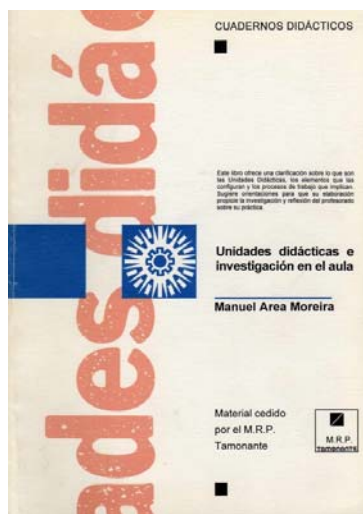 CUADERNOS DIDÁCTICOS
Este libro ofrece una clarificación sobre lo que son
las Unidades Didácticas, los elementos que las
configuran y los procesos de trabajo que implican.
Sugiere orientaciones para que su elaboración
propicie la investigación y reflexión del profesorado
sobre su práctica.
Unidades didácticas e
investigación en el aula
Manuel Area Moreira
Material cedido
por el M.R.P.
Tamonante
M.R.P.
Tamonante
ades didác